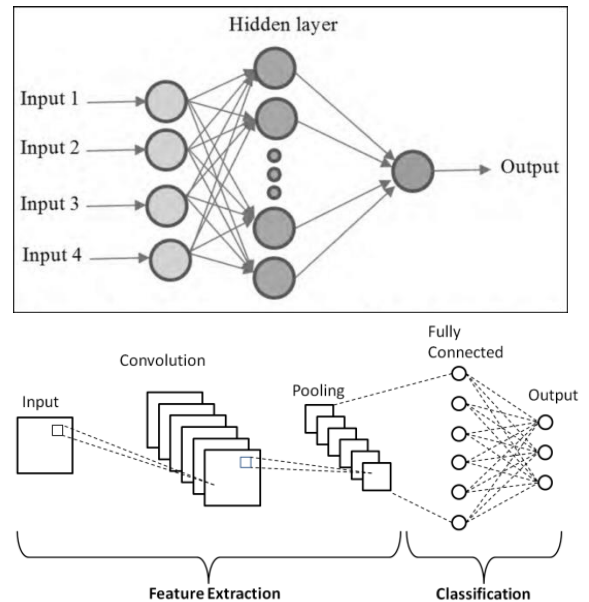 Hidden layer
Input 1
Input 2
Input 3
Input 4
Output
Fully
Connected
Convolution
Pooling
Output
Input
Feature Extraction
Classification